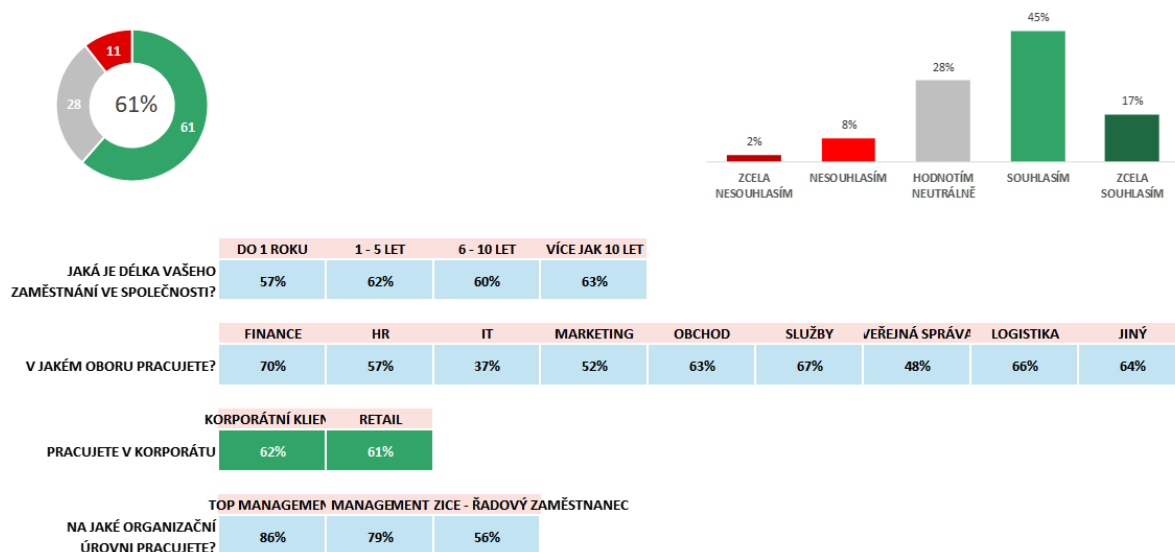 11
28
61%
61
45%
28%
17%
8%
2%
ZCELA NESOUHLASÍM
NESOUHLASÍM
HODNOTÍM NEUTRÁLNĚ
SOUHLASÍM
ZCELA SOUHLASÍM
DO 1 ROKU 1 - 5 LET 6 - 10 LET VÍCE JAK 10 LET
JAKÁ JE DÉLKA VAŠEHO
ZAMĚSTNÁNÍ VE SPOLEČNOSTI?
57% 62% 60% 63%
FINANCE HR IT MARKETING OBCHOD SLUŽBY VEŘEJNÁ SPRÁVA LOGISTIKA JINÝ
V JAKÉM OBORU PRACUJETE? 70% 57% 37% 52% 63% 67% 48% 66% 64%
KORPORÁTNÍ KLIEN RETAIL
PRACUJETE V KORPORÁTU 62% 61%
TOP MANAGEMEN MANAGEMENT ZICE - ŘADOVÝ ZAMĚSTNANEC
NA JAKÉ ORGANIZAČNÍ
ÚROVNI PRACUJETE?
86% 79% 56%